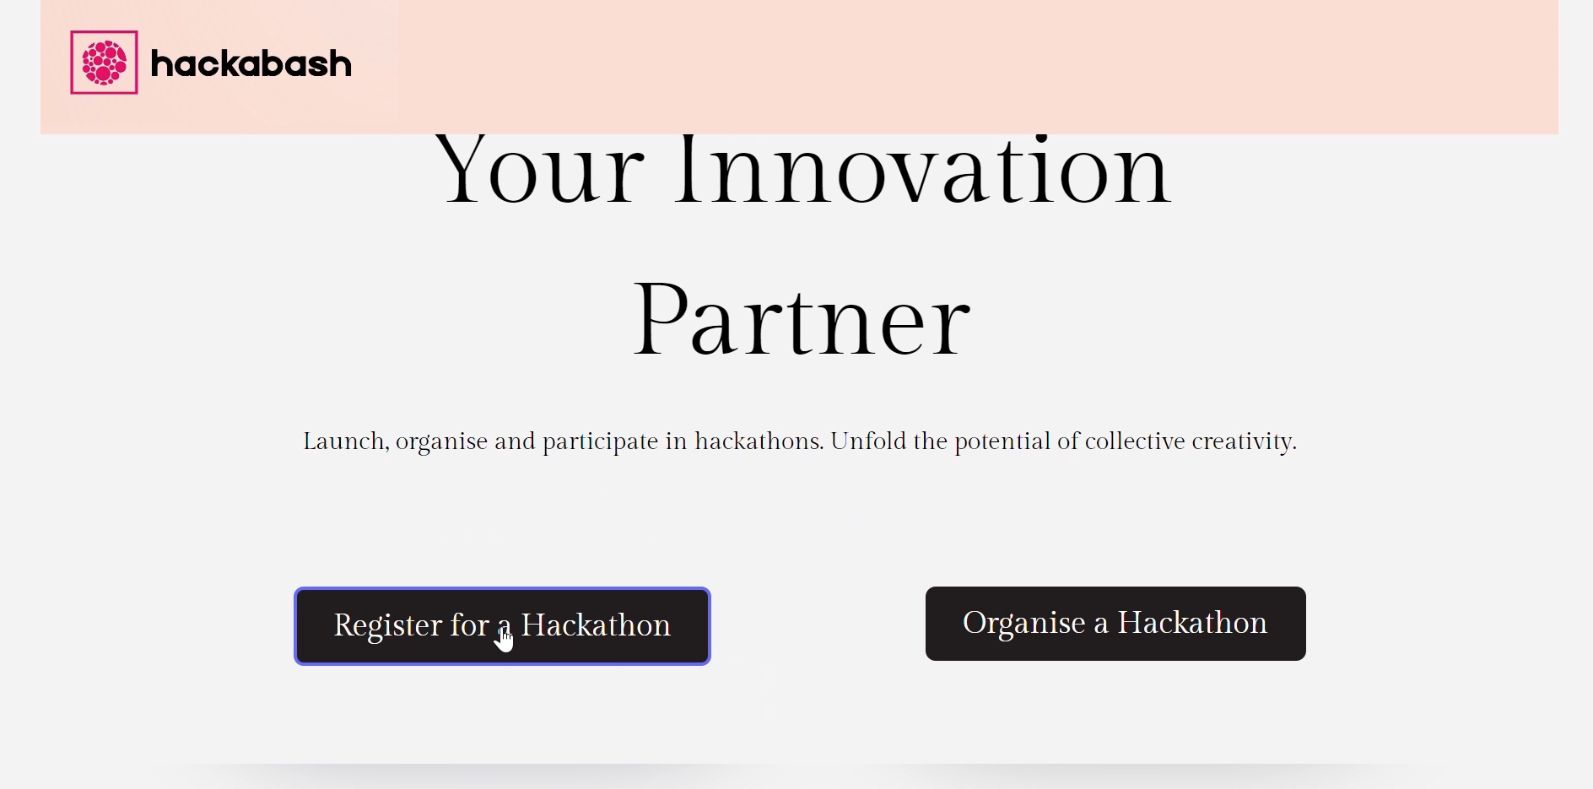 hackabash
Your Innovation
Partner
Launch, organise and participate in hackathons. Unfold the potential of collective creativity.
Register for a Hackathon
Organise a Hackathon